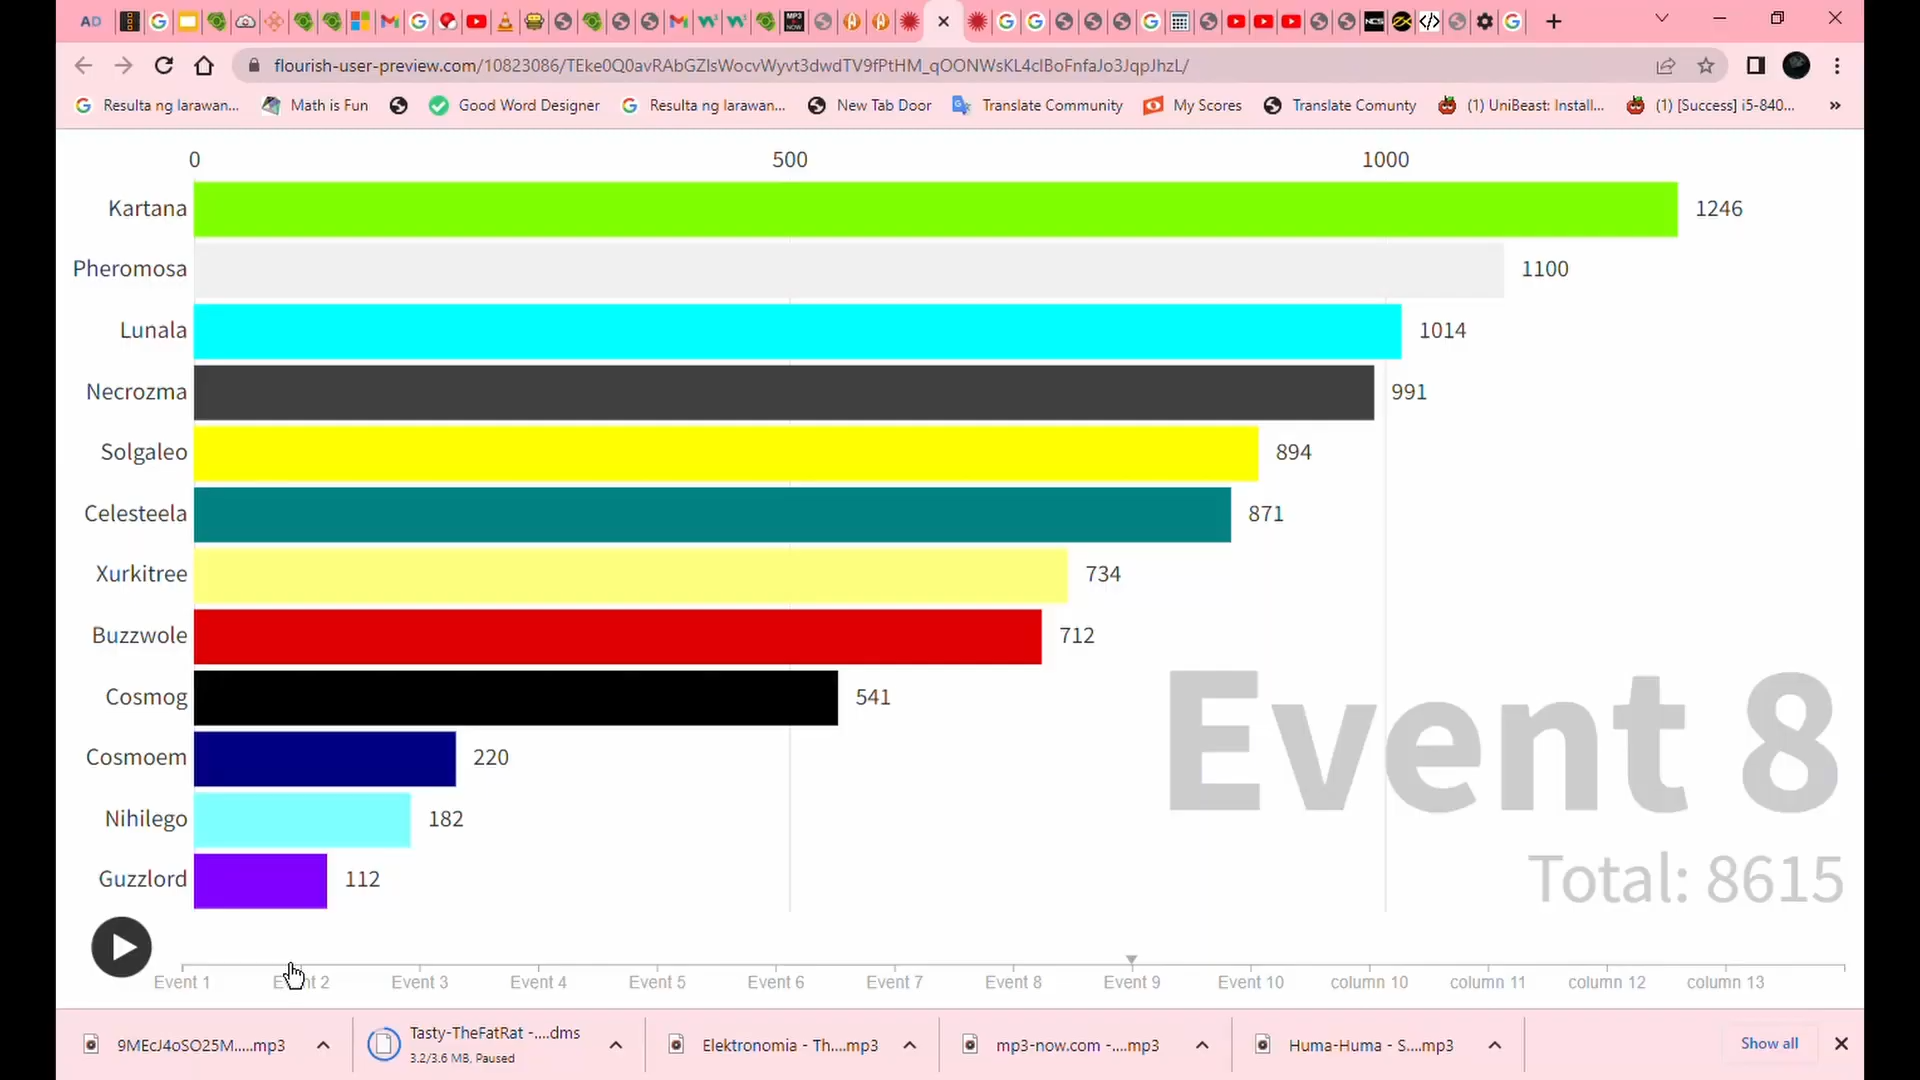 AD
flourish-user-preview.com/10823086/TEke0Q0avRAbGZIsWocvWyvt3dwdTV9fPtHM_qOONWsKL4clBoFnfaJo3JqpJhzL/
Resulta ng larawan...
Math is Fun
Good Word Designer
Resulta ng larawan...
New Tab Door
Translate Community
My Scores
Translate Comunty
(1) UniBeast: Install...
(1) [Success] i5-840...
»
0 500 1000
Kartana 1246
Pheromosa 1100
Lunala 1014
Necrozma 991
Solgaleo 894
Celesteela 871
Xurkitree 734
Buzzwole 712
Cosmog 541
Cosmoem 220
Nihilego 182
Guzzlord 112
Event 8
Total: 8615
Event 1 Event 2 Event 3 Event 4 Event 5 Event 6 Event 7 Event 8 Event 9 Event 10 column 10 column 11 column 12 column 13
9MEcJ4oSO25M.....mp3
Tasty-TheFatRat -....dms
3.2/3.6 MB, Paused
Elektronomia - Th....mp3
mp3-now.com -....mp3
Huma-Huma - S....mp3
Show all